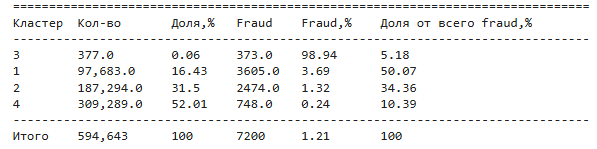 Кластер Кол-во Доля,% Fraud Fraud,% Доля от всего fraud,%
3 377.0 0.06 373.0 98.94 5.18
1 97,683.0 16.43 3605.0 3.69 50.07
2 187,294.0 31.5 2474.0 1.32 34.36
4 309,289.0 52.01 748.0 0.24 10.39
Итого 594,643 100 7200 1.21 100